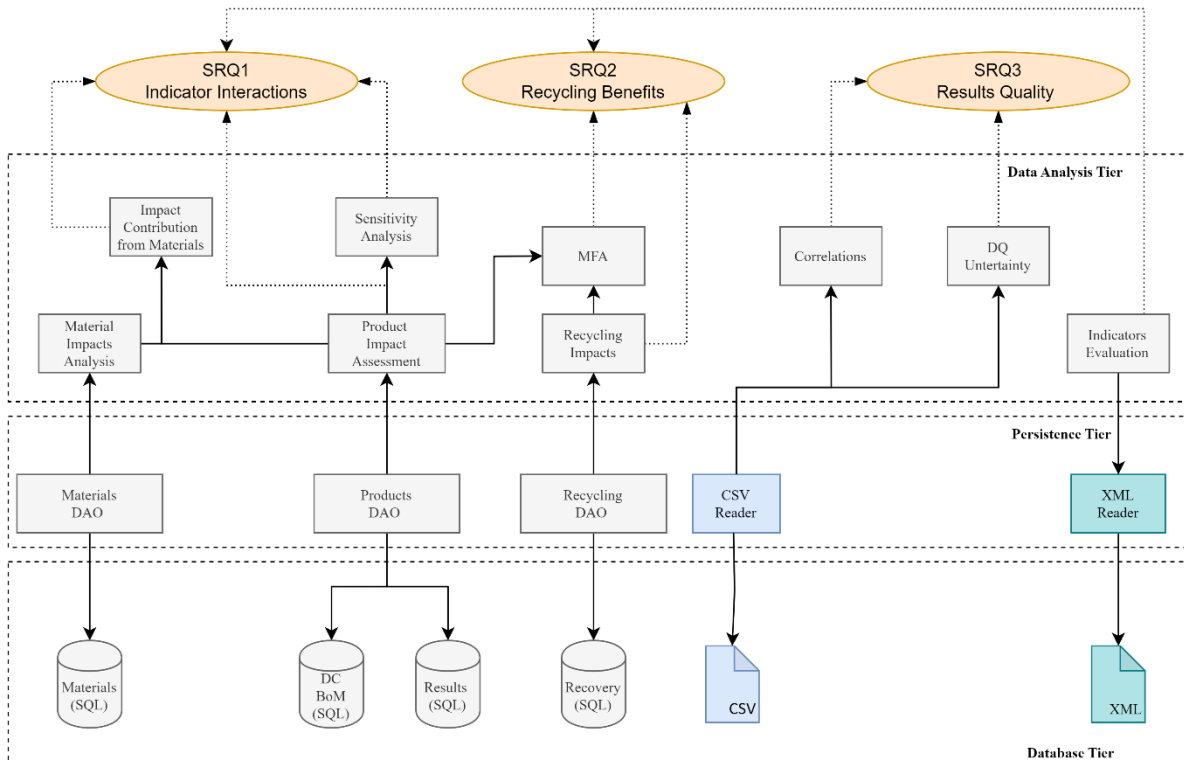 SRQ1
Indicator Interactions
SRQ2
Recycling Benefits
SRQ3
Results Quality
Data Analysis Tier
Impact
Contribution
from Materials
Sensitivity
Analysis
MFA
Correlations
DQ
Untertainty
Material
Impacts
Analysis
Product
Impact
Assessment
Recycling
Impacts
Indicators
Evaluation
Persistence Tier
Materials
DAO
Products
DAO
Recycling
DAO
CSV
Reader
XML
Reader
Materials
(SQL)
DC
BoM
(SQL)
Results
(SQL)
Recovery
(SQL)
CSV
XML
Database Tier